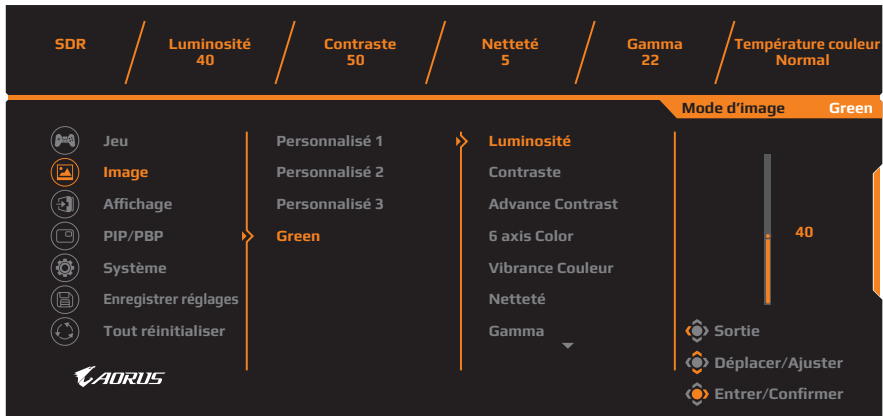 SDR
Luminosité
40
Contraste
50
Netteté
5
Gamma
22
Température couleur
Normal
Mode d'image Green
Jeu
Image
Affichage
PIP/PBP
Système
Enregistrer réglages
Tout réinitialiser
Personnalisé 1
Personnalisé 2
Personnalisé 3
Green
Luminosité
Contraste
Advance Contrast
6 axis Color
Vibrance Couleur
Netteté
Gamma
40
Sortie
Déplacer/Ajuster
Entrer/Confirmer
AORUS